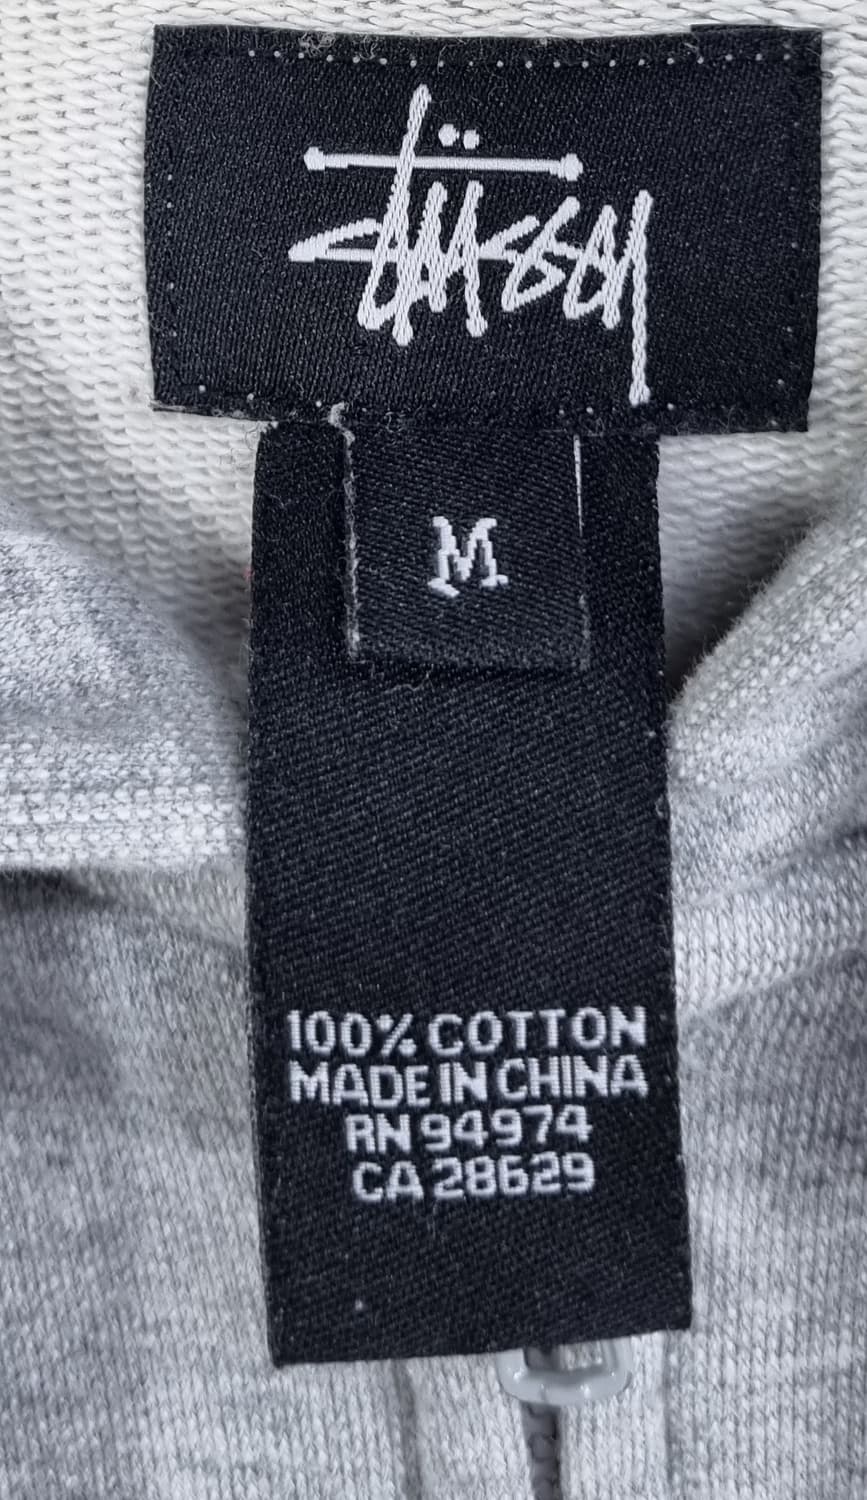 Stüssy
M
100% COTTON
MADE IN CHINA
RN 94974
CA 28629